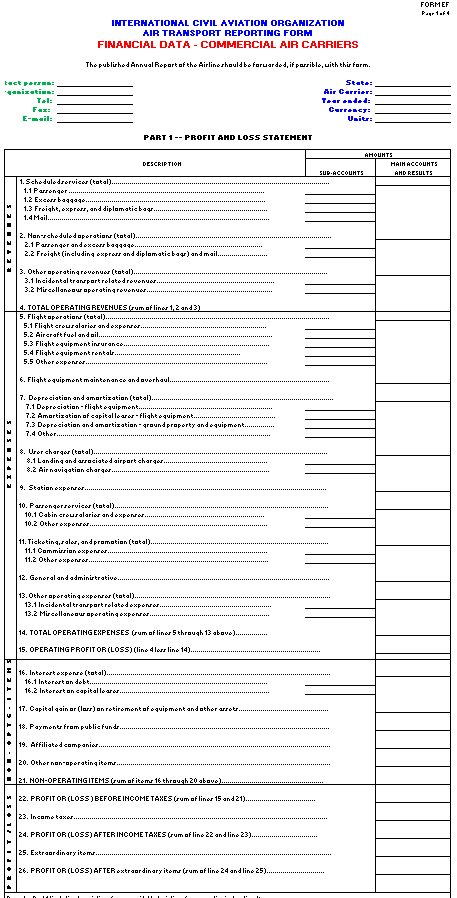 FORM EF
Page 1 of 4
INTERNATIONAL CIVIL AVIATION ORGANIZATION
AIR TRANSPORT REPORTING FORM
FINANCIAL DATA - COMMERCIAL AIR CARRIERS
The published Annual Report of the Airline should be forwarded, if possible, with this form.
tact person: State:
ganization: Air Carrier:
Tel: Year ended:
Fax: Currency:
E-mail: Units:
PART 1 -- PROFIT AND LOSS STATEMENT
AMOUNTS
DESCRIPTION MAIN ACCOUNTS
SUB-ACCOUNTS AND RESULTS
1. Scheduled services (total)
1.1 Passenger
1.2 Excess baggage
1.3 Freight, express, and diplomatic bags
1.4 Mail
2. Non-scheduled operations (total)
2.1 Passenger and excess baggage
2.2 Freight (including express and diplomatic bags) and mail
3. Other operating revenues (total)
3.1 Incidental transport related revenues
3.2 Miscellaneous operating revenues
4. TOTAL OPERATING REVENUES (sum of lines 1, 2 and 3)
5. Flight operations (total)
5.1 Flight crew salaries and expenses
5.2 Aircraft fuel and oil
5.3 Flight equipment insurance
5.4 Flight equipment rentals
5.5 Other expenses
6. Flight equipment maintenance and overhaul
7. Depreciation and amortization (total)
7.1 Depreciation - flight equipment
7.2 Amortization of capital leases - flight equipment
7.3 Depreciation and amortization - ground property and equipment
7.4 Other
8. User charges (total)
8.1 Landing and associated airport charges
8.2 Air navigation charges
9. Station expenses
10. Passenger services (total)
10.1 Cabin crew salaries and expenses
10.2 Other expenses
11. Ticketing, sales, and promotion (total)
11.1 Commission expenses
11.2 Other expenses
12. General and administrative
13. Other operating expenses (total)
13.1 Incidental transport related expenses
13.2 Miscellaneous operating expenses
14. TOTAL OPERATING EXPENSES (sum of lines 5 through 13 above)
15. OPERATING PROFIT OR (LOSS) (line 4 less line 14)
16. Interest expense (total)
16.1 Interest on debt
16.2 Interest on capital leases
17. Capital gain or (loss) on retirement of equipment and other assets
18. Payments from public funds
19. Affiliated companies
20. Other non-operating items
21. NON-OPERATING ITEMS (sum of items 16 through 20 above)
22. PROFIT OR (LOSS) BEFORE INCOME TAXES (sum of lines 15 and 21)
23. Income taxes
24. PROFIT OR (LOSS) AFTER INCOME TAXES (sum of line 22 and line 23)
25. Extraordinary items
26. PROFIT OR (LOSS) AFTER extraordinary items (sum of line 24 and line 25)